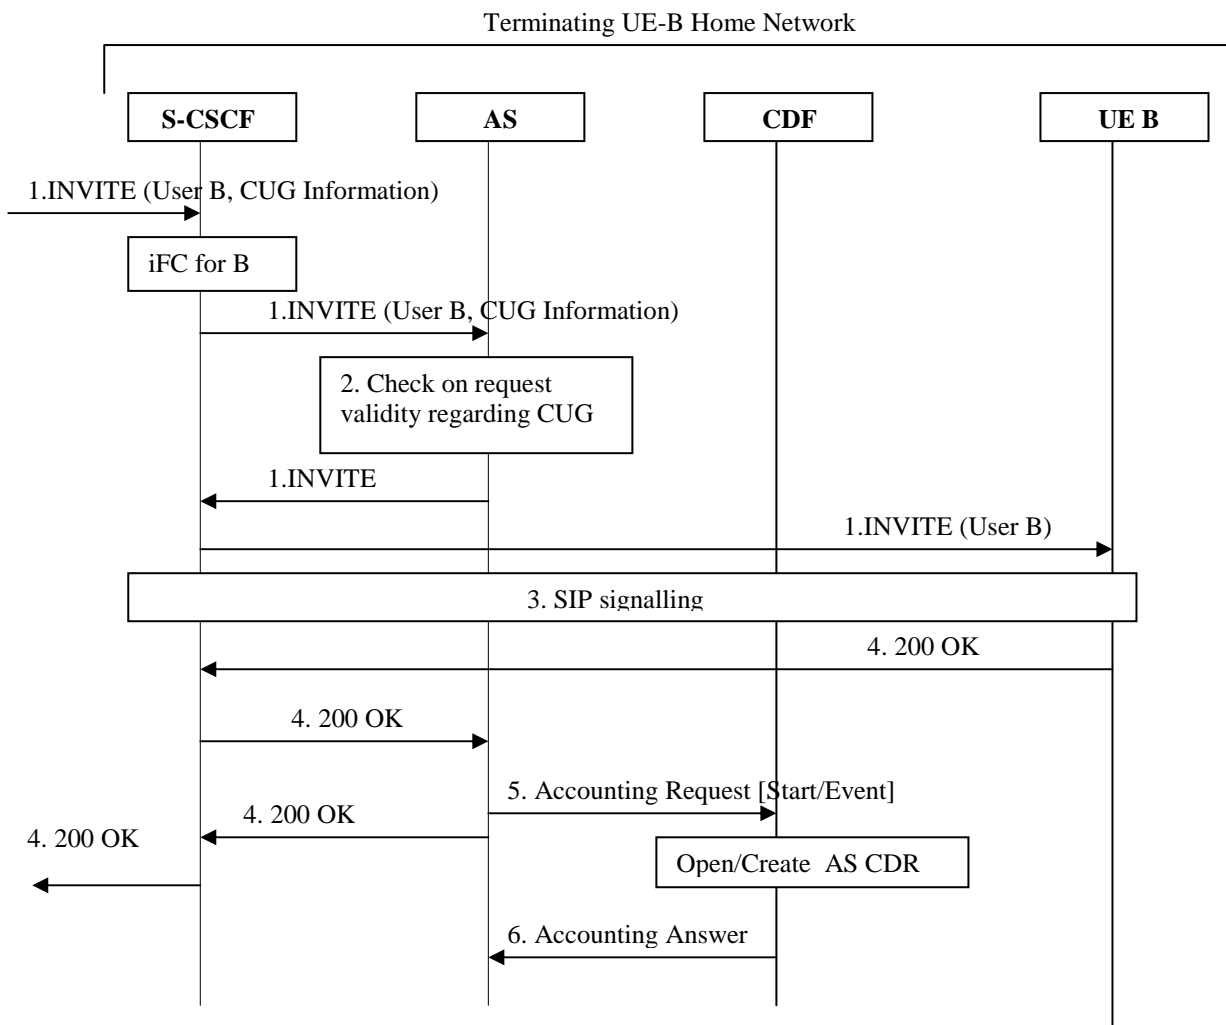 Terminating UE-B Home Network
S-CSCF
AS
CDF
UE B
1.INVITE (User B, CUG Information)
iFC for B
1.INVITE (User B, CUG Information)
2. Check on request
validity regarding CUG
1.INVITE
1.INVITE (User B)
3. SIP signalling
4. 200 OK
4. 200 OK
5. Accounting Request [Start/Event]
4. 200 OK
4. 200 OK
Open/Create AS CDR
6. Accounting Answer